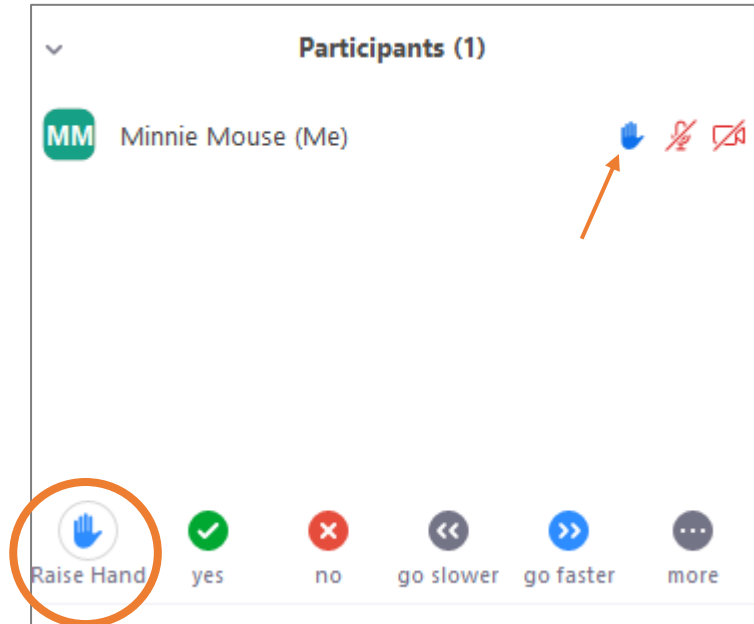 Participants (1)
MM Minnie Mouse (Me)
Raise Hand yes no go slower go faster more